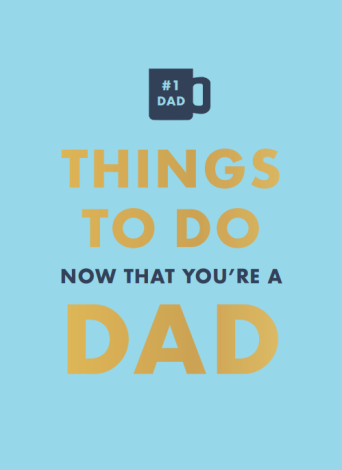 #1
DAD
THINGS
TO DO
NOW THAT YOU'RE A
DAD